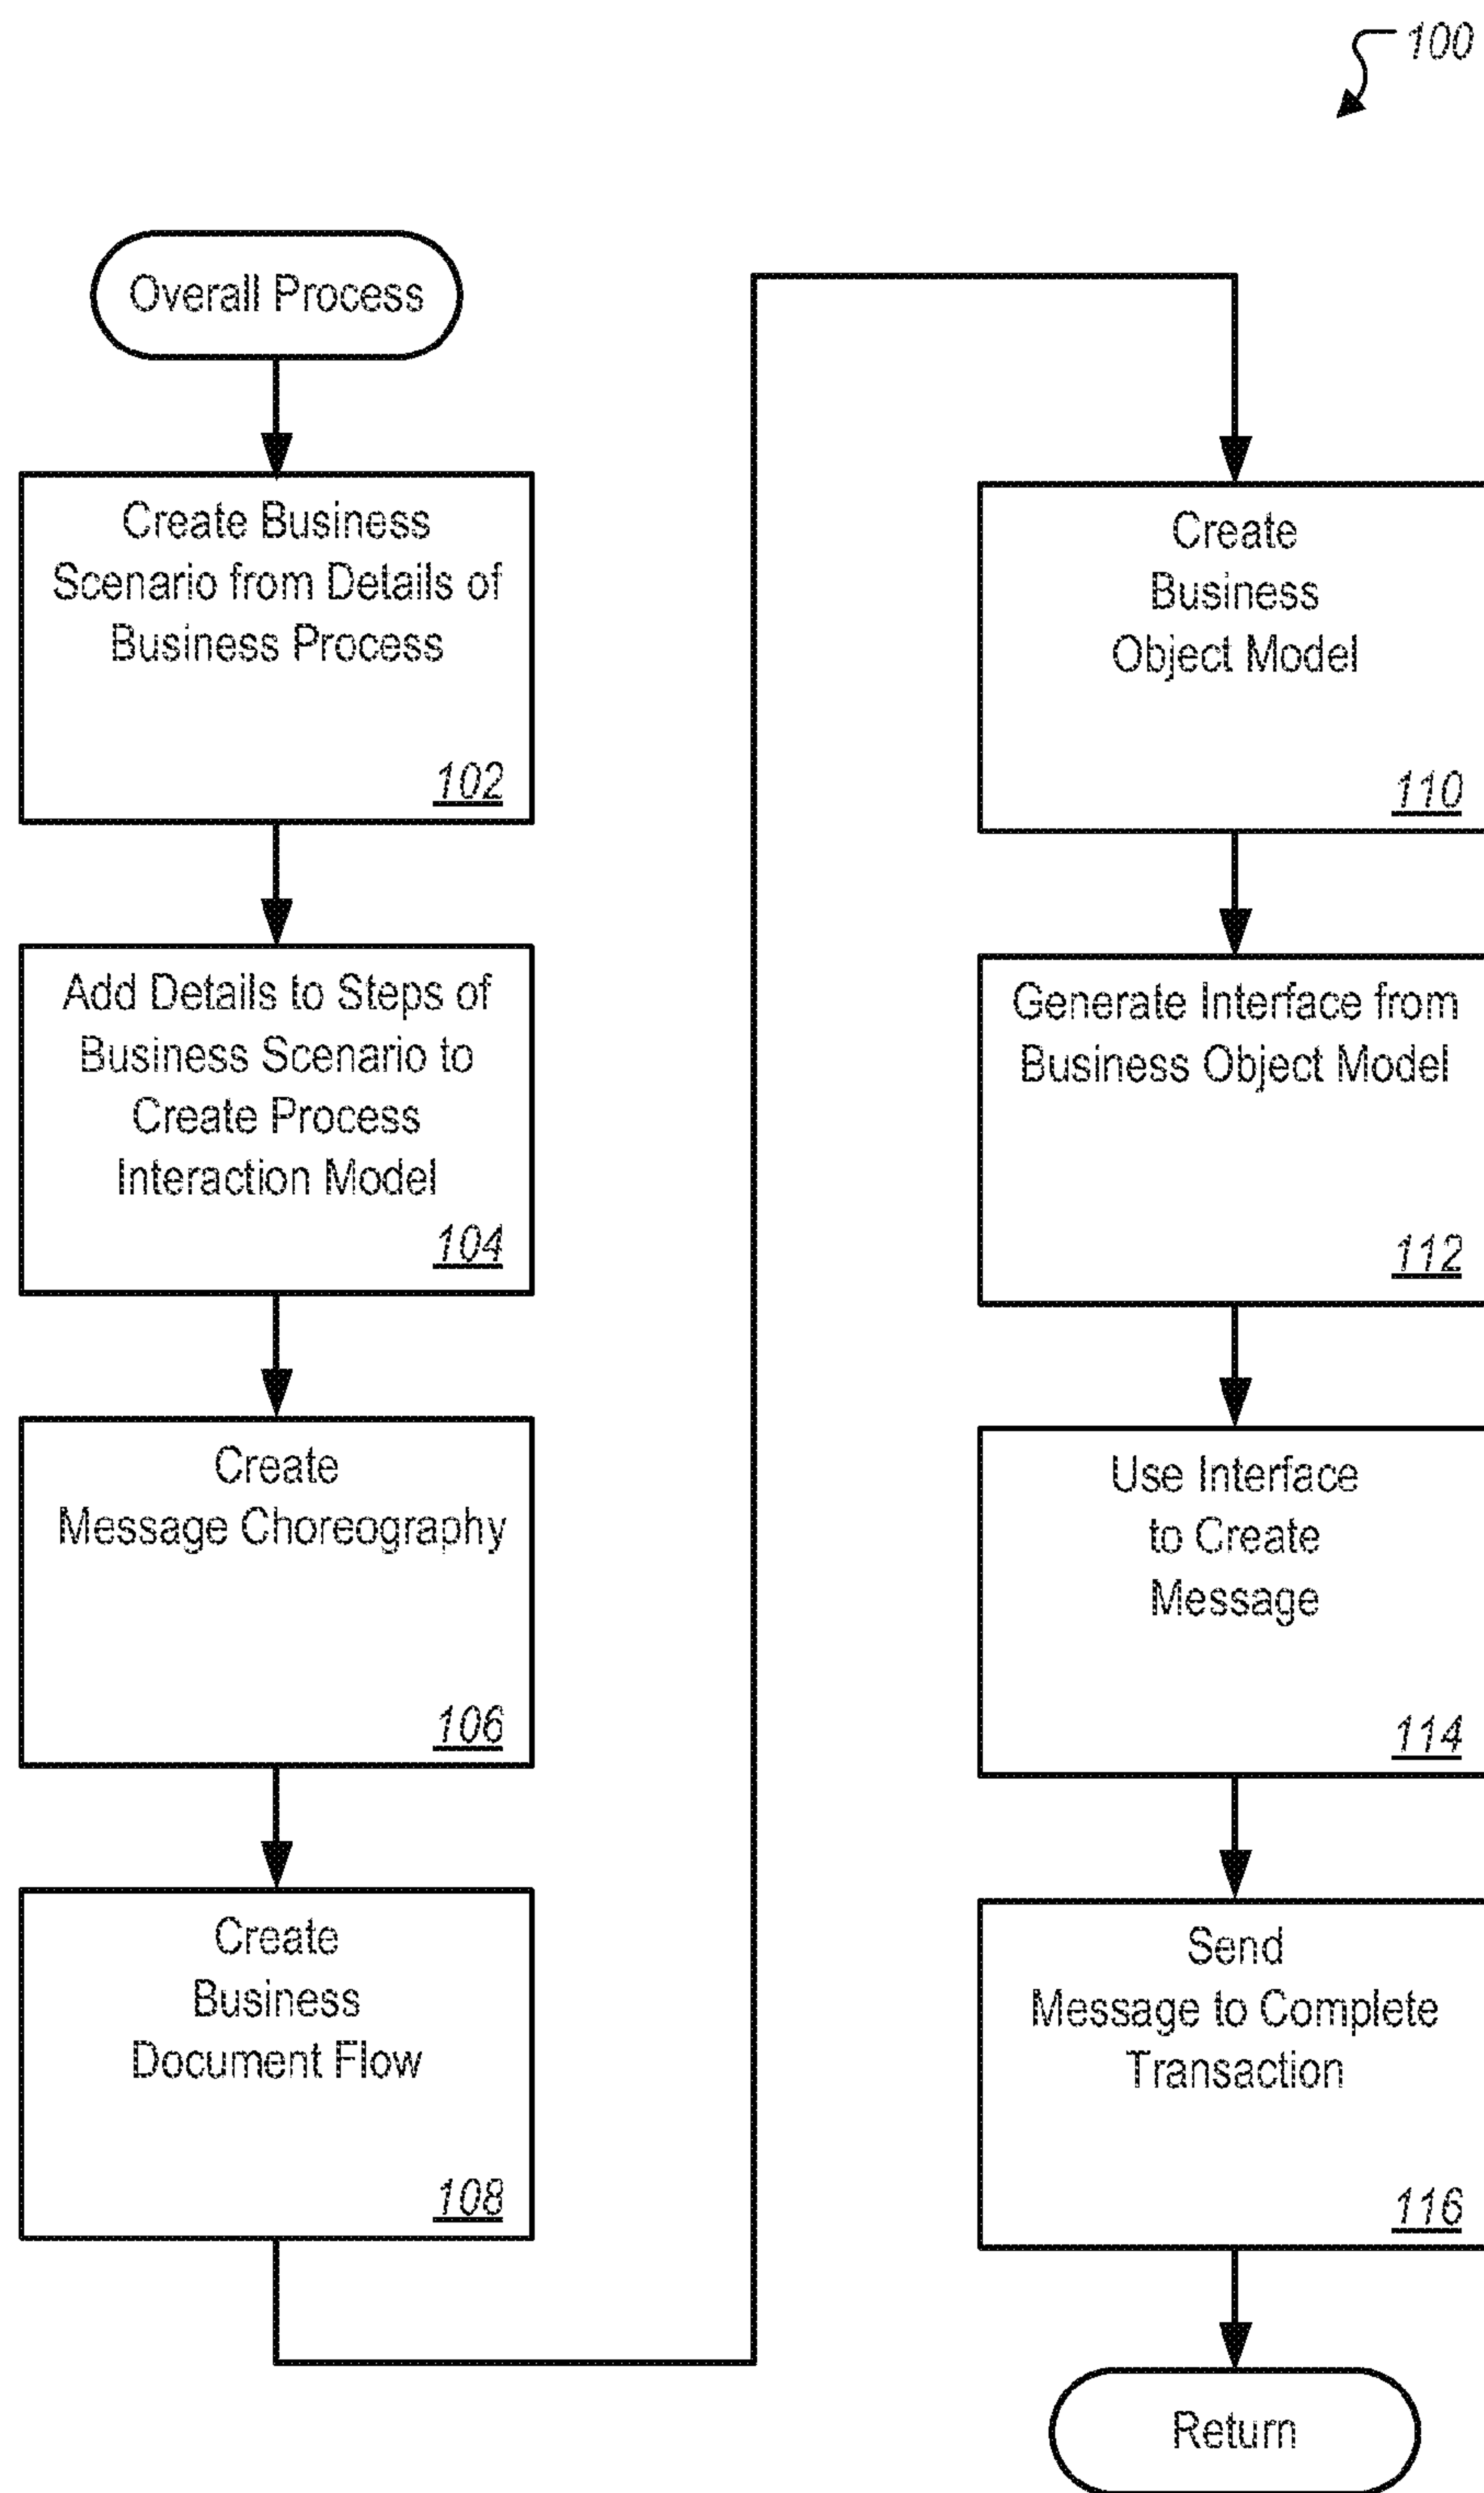 100
Overall Process
Create Business
Scenario from Details of
Business Process
102
Add Details to Steps of
Business Scenario to
Create Process
Interaction Model
104
Create
Message Choreography
106
Create
Business
Document Flow
108
Create
Business
Object Model
110
Generate Interface from
Business Object Model
112
Use Interface
to Create
Message
114
Send
Message to Complete
Transaction
116
Return